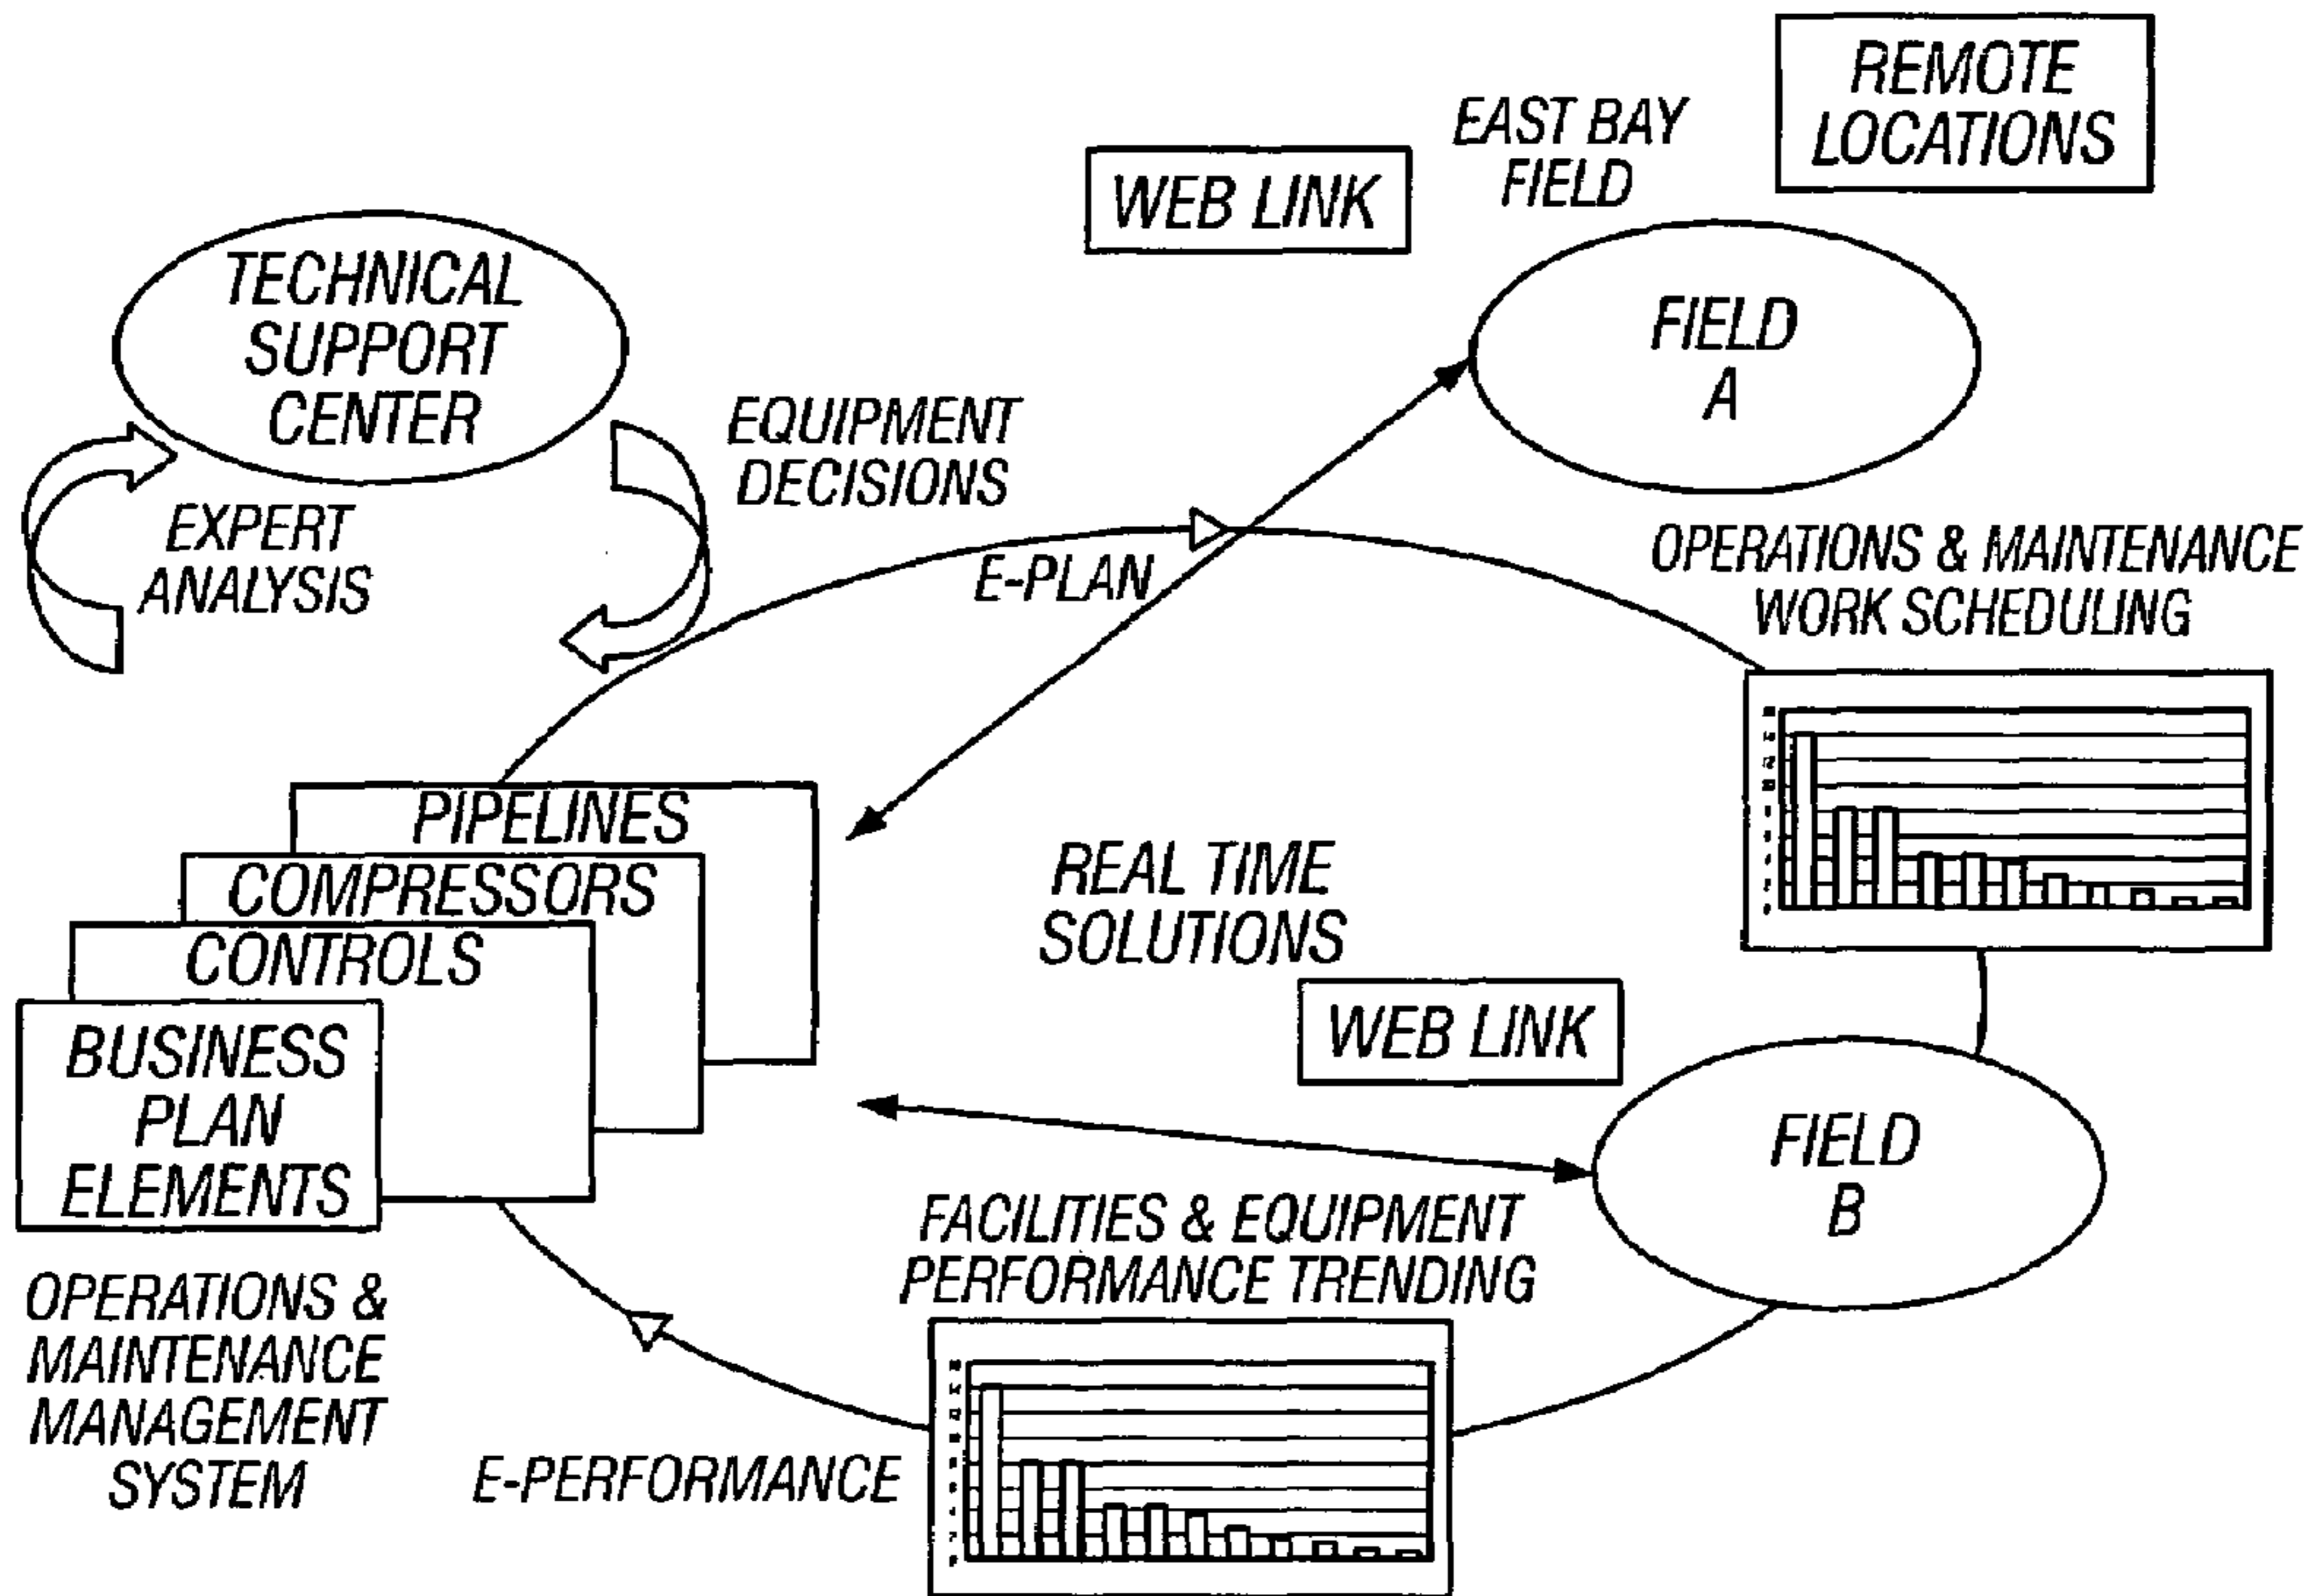 REMOTE
LOCATIONS
EAST BAY
FIELD
WEB LINK
TECHNICAL
SUPPORT
CENTER
FIELD
A
EQUIPMENT
DECISIONS
EXPERT
ANALYSIS
E-PLAN
OPERATIONS & MAINTENANCE
WORK SCHEDULING
PIPELINES
COMPRESSORS
CONTROLS
BUSINESS
PLAN
ELEMENTS
REAL TIME
SOLUTIONS
WEB LINK
FIELD
B
FACILITIES & EQUIPMENT
PERFORMANCE TRENDING
OPERATIONS &
MAINTENANCE
MANAGEMENT
SYSTEM
E-PERFORMANCE